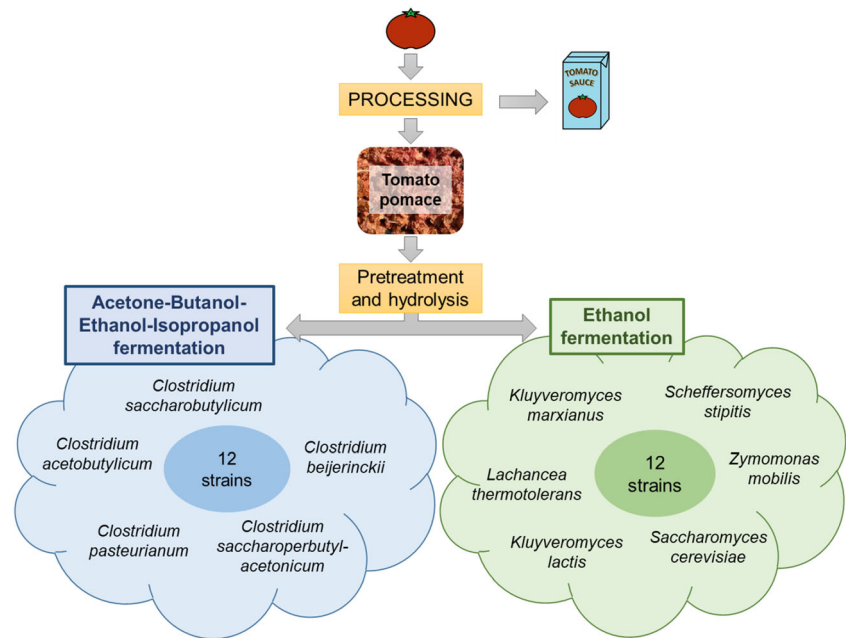 PROCESSING
TOMATO
SAUCE
Tomato
pomace
Pretreatment
and hydrolysis
Acetone-Butanol-
Ethanol-Isopropanol
fermentation
Ethanol
fermentation
Clostridium
saccharobutylicum
Clostridium
acetobutylicum
12
strains
Clostridium
beijerinckii
Clostridium
pasteurianum
Clostridium
saccharoperbutyl-
acetonicum
Kluyveromyces
marxianus
Scheffersomyces
stipitis
Lachancea
thermotolerans
12
strains
Zymomonas
mobilis
Kluyveromyces
lactis
Saccharomyces
cerevisiae